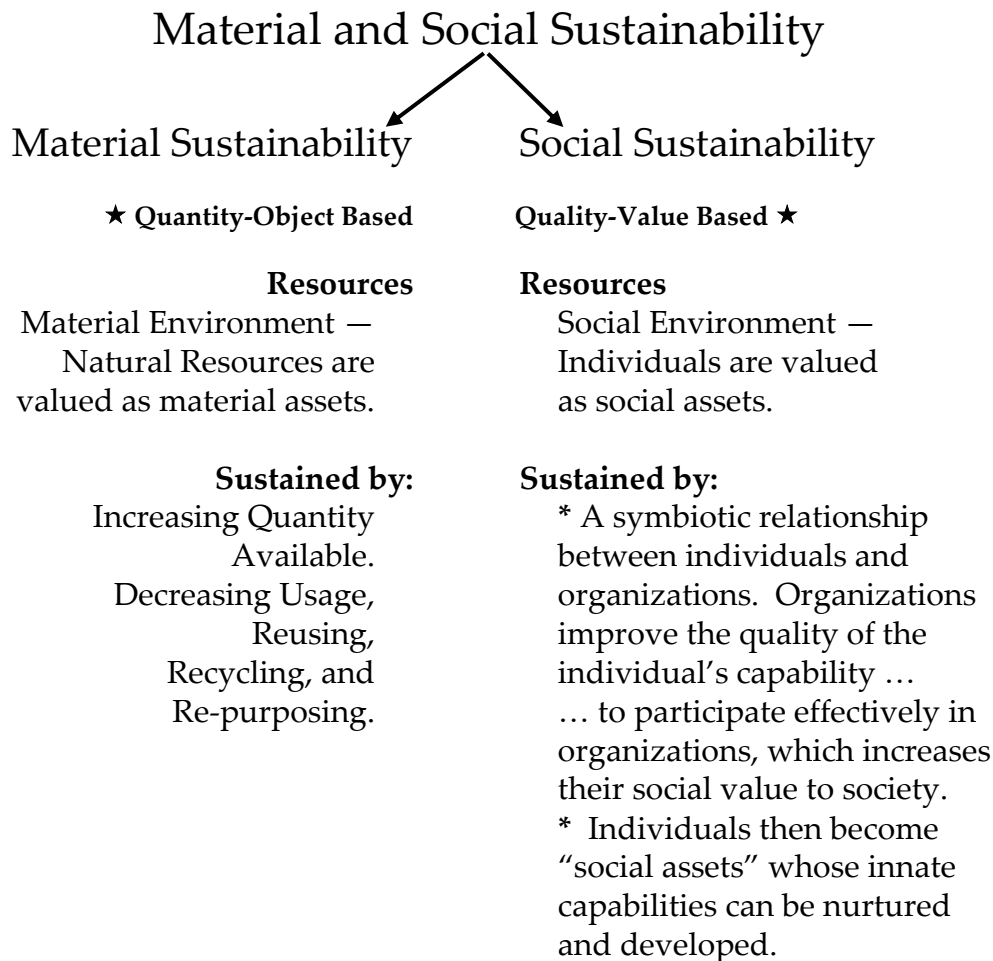 Material and Social Sustainability
Material Sustainability
★ Quantity-Object Based
Resources
Material Environment —
Natural Resources are
valued as material assets.
Sustained by:
Increasing Quantity
Available.
Decreasing Usage,
Reusing,
Recycling, and
Re-purposing.
Social Sustainability
Quality-Value Based ★
Resources
Social Environment —
Individuals are valued
as social assets.
Sustained by:
* A symbiotic relationship
between individuals and
organizations.  Organizations
improve the quality of the
individual’s capability …
… to participate effectively in
organizations, which increases
their social value to society.
*  Individuals then become
“social assets” whose innate
capabilities can be nurtured
and developed.